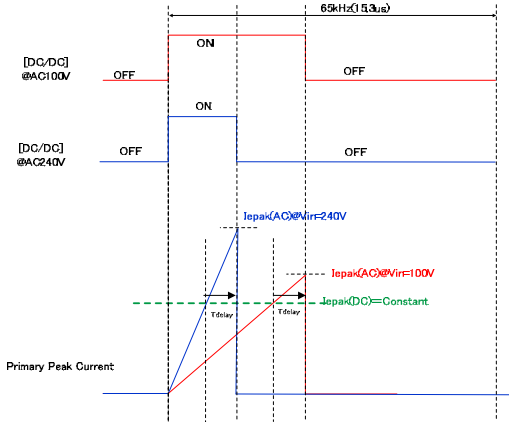 65kHz(15.3us)
ON
[DC/DC]
@AC100V
OFF
OFF
ON
[DC/DC]
@AC240V
OFF
OFF
Iepak(AC)@Vin=240V
Iepak(AC)@Vin=100V
Iepak(DC)=Constant
Tdelay
Tdelay
Primary Peak Current